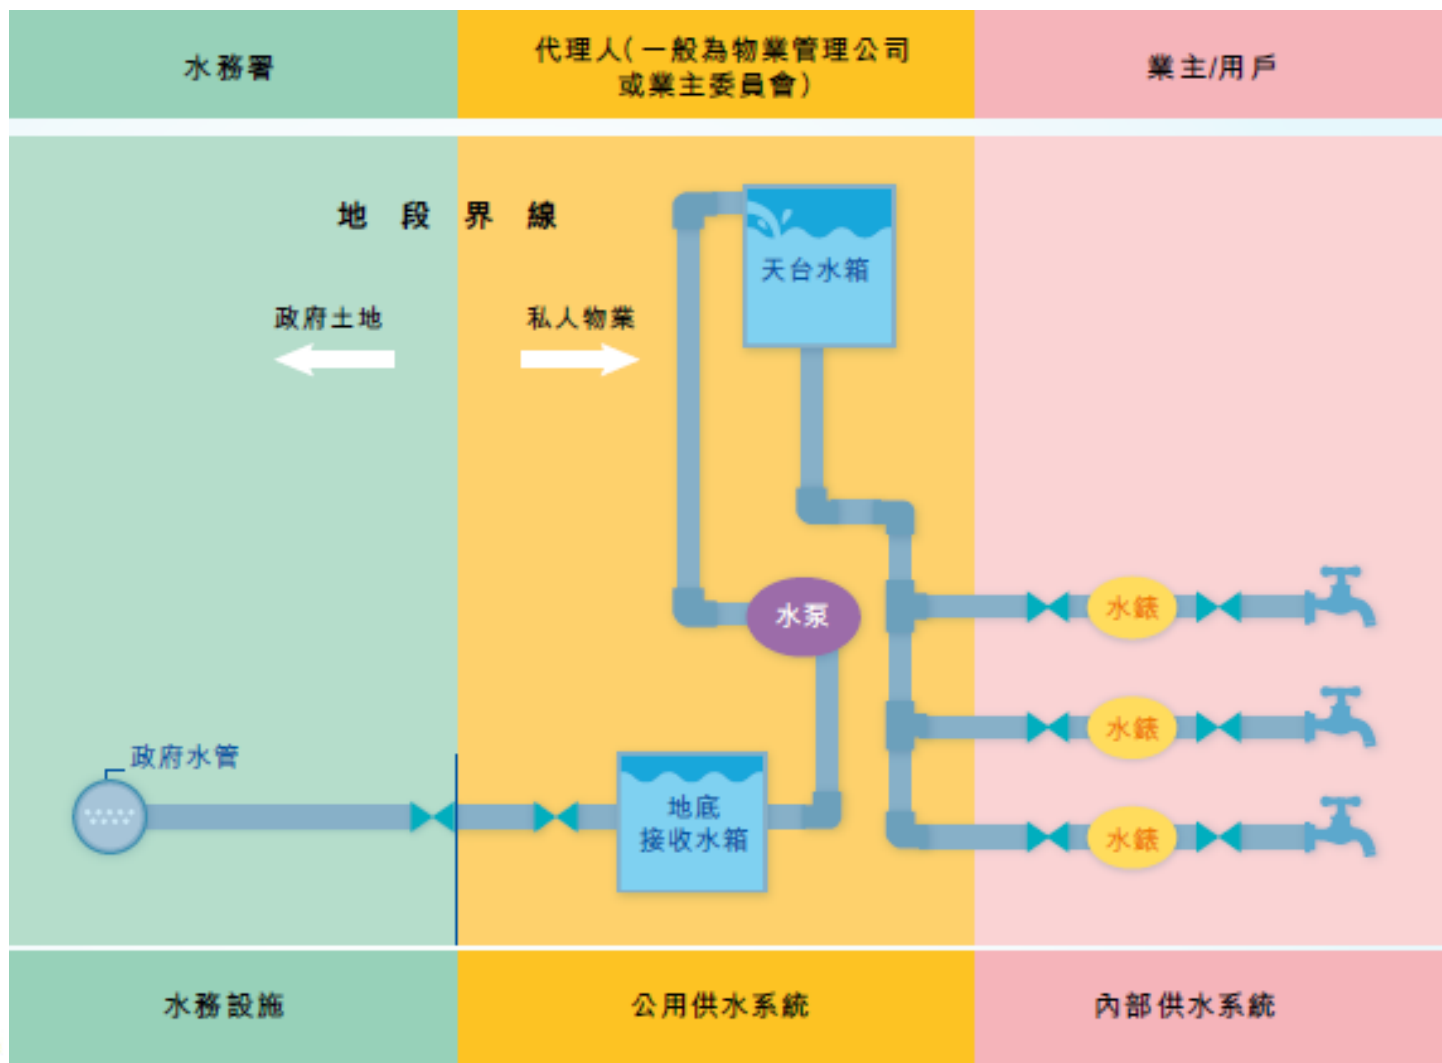 水務署
代理人(一般為物業管理公司
或業主委員會)
業主/用戶
地段界線
政府土地
私人物業
天台水箱
水泵
水錶
水錶
政府水管
地底
接收水箱
水錶
水務設施
公用供水系統
內部供水系統